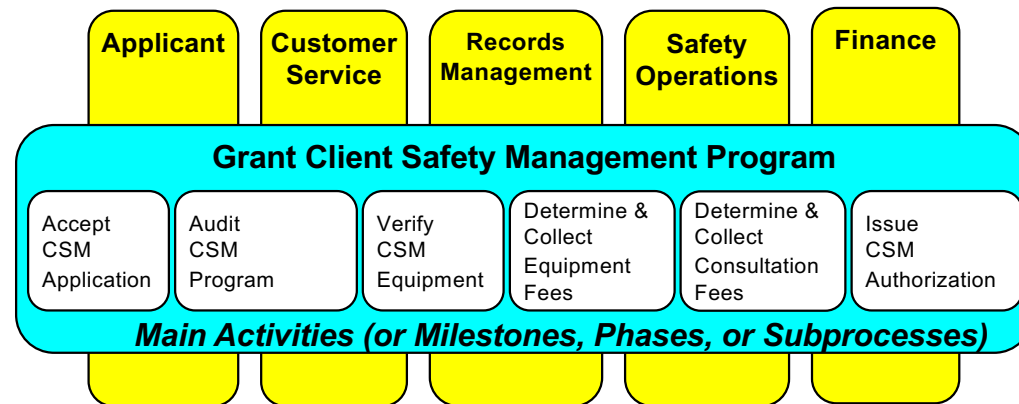 Applicant
Customer
Service
Records
Management
Safety
Operations
Finance
Grant Client Safety Management Program
Accept
CSM
Application
Audit
CSM
Program
Verify
CSM
Equipment
Determine &
Collect
Equipment
Fees
Determine &
Collect
Consultation
Fees
Issue
CSM
Authorization
Main Activities (or Milestones, Phases, or Subprocesses)